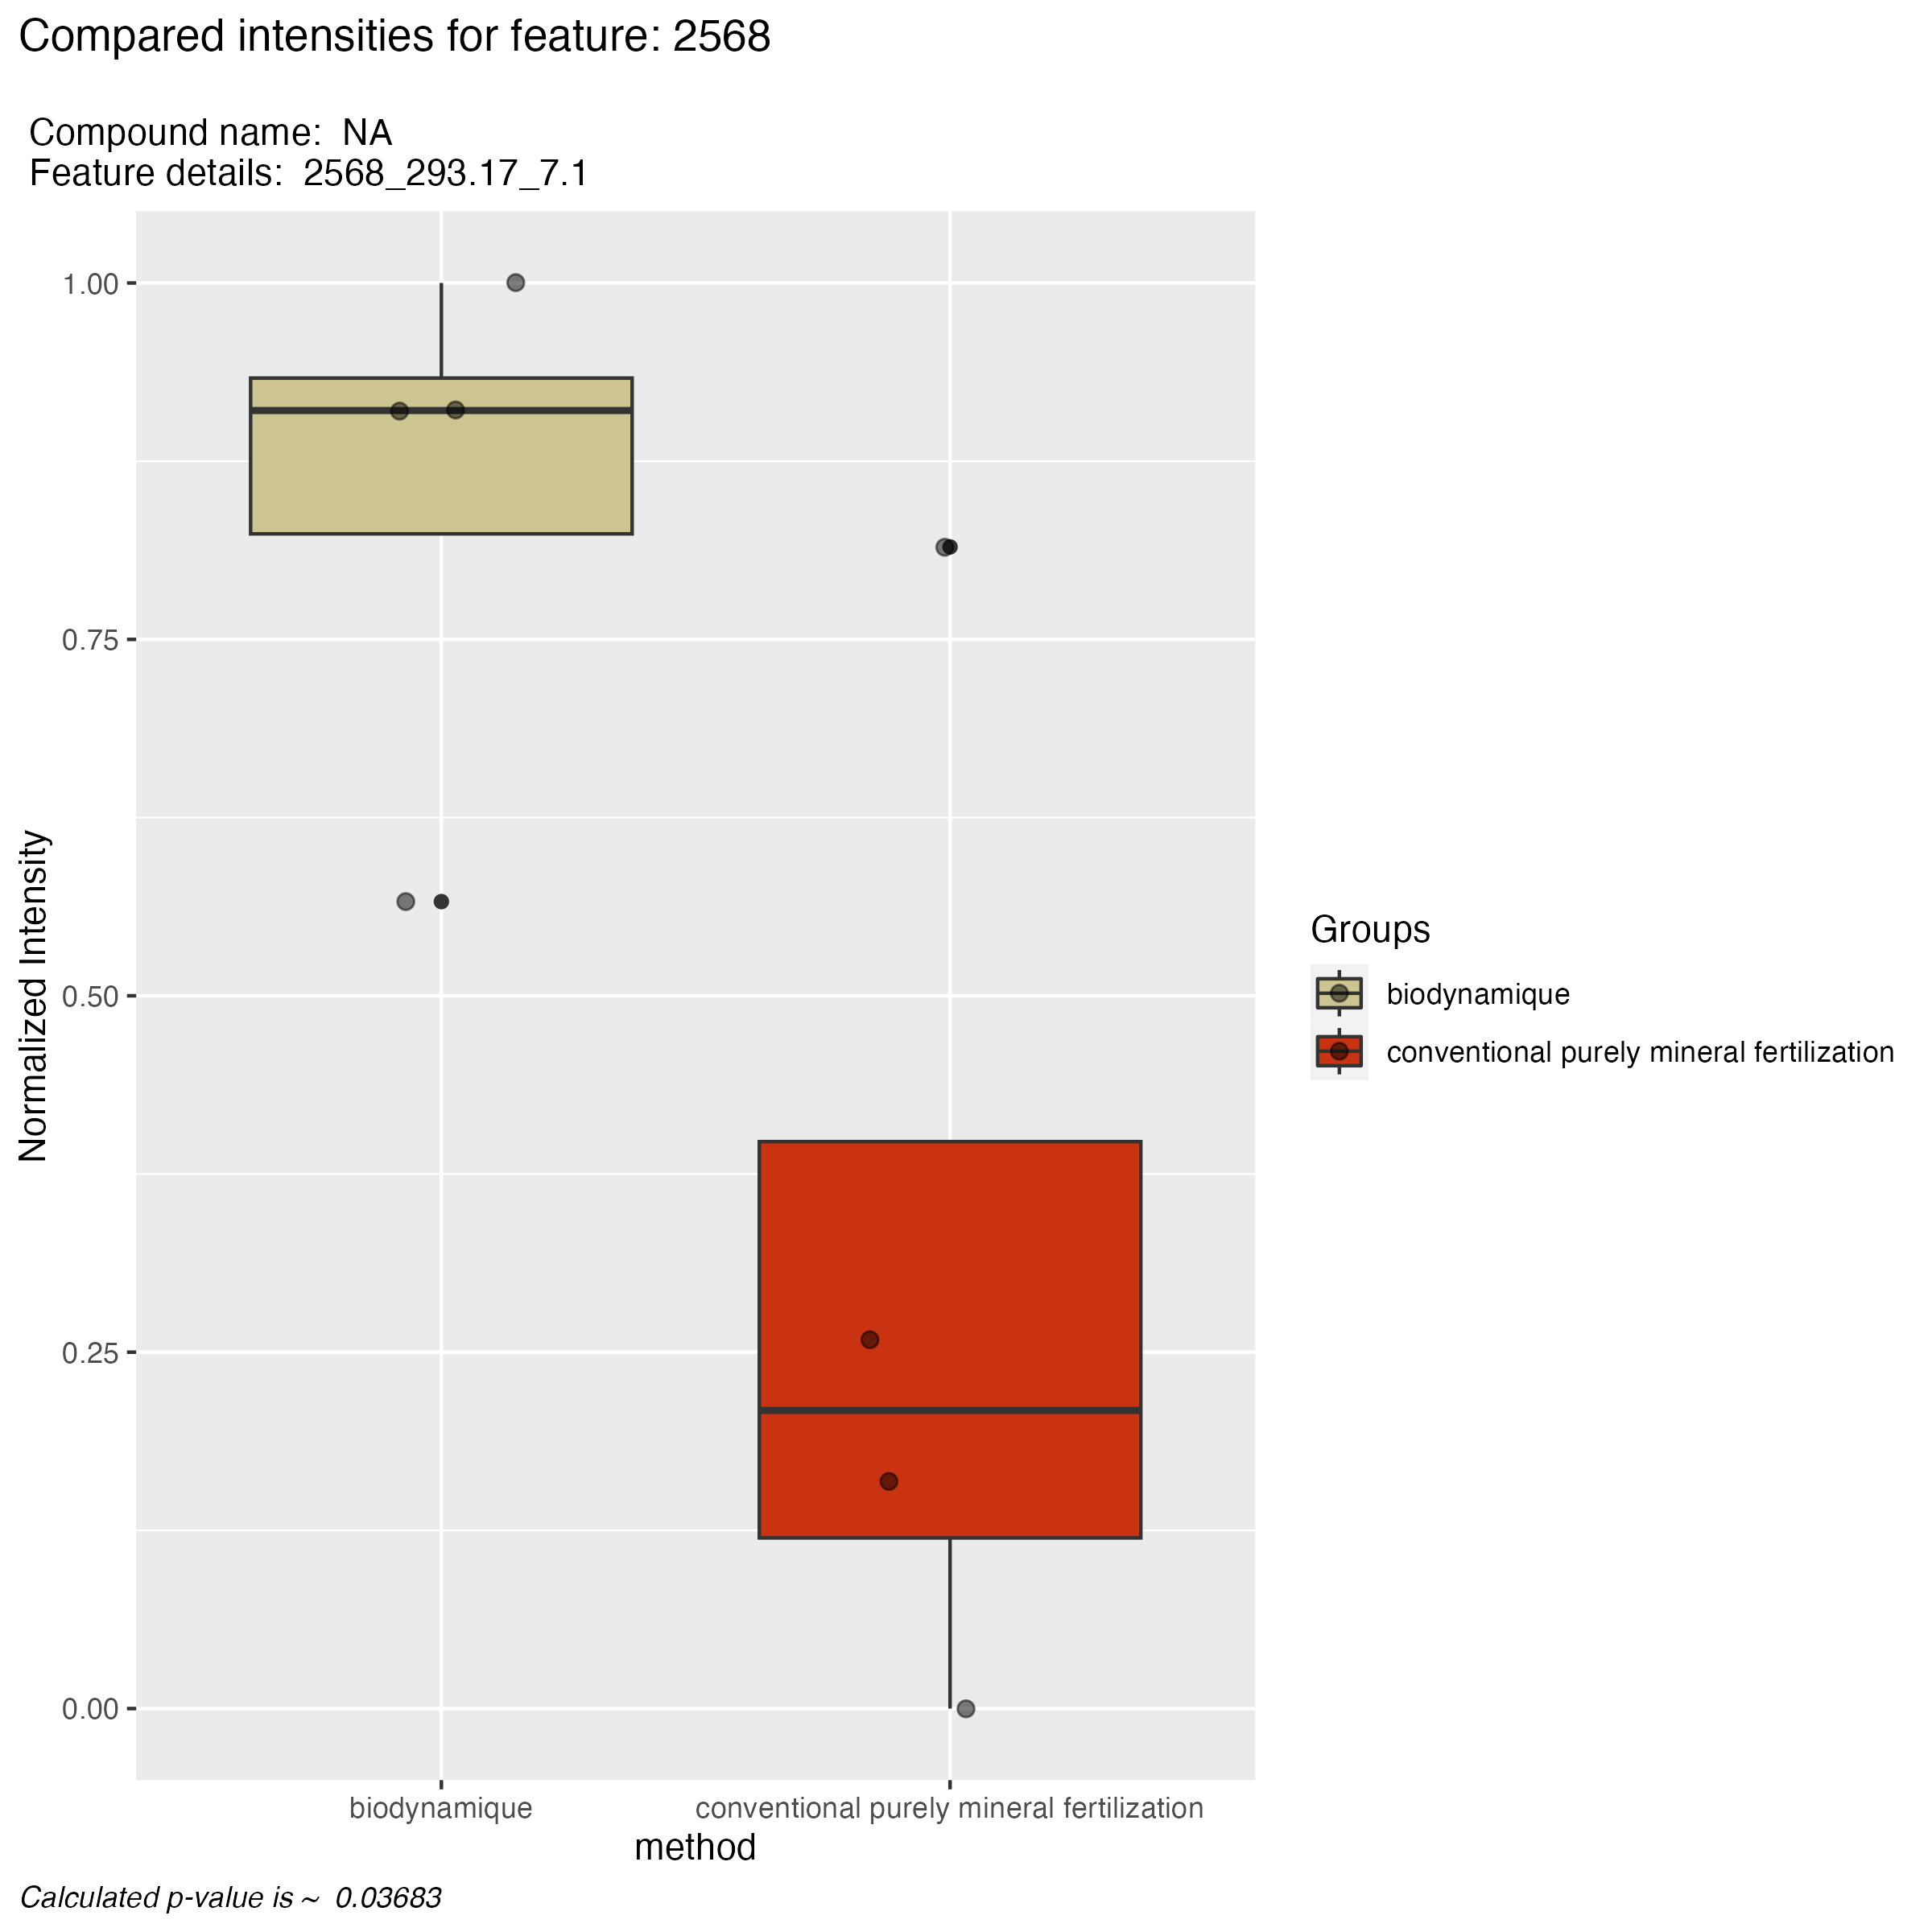 Compared intensities for feature: 2568
Compound name:  NA
Feature details:  2568_293.17_7.1
1.00
0.75
0.50
0.25
0.00
Normalized Intensity
biodynamique
conventional purely mineral fertilization
method
Groups
biodynamique
conventional purely mineral fertilization
Calculated p-value is ~  0.03683